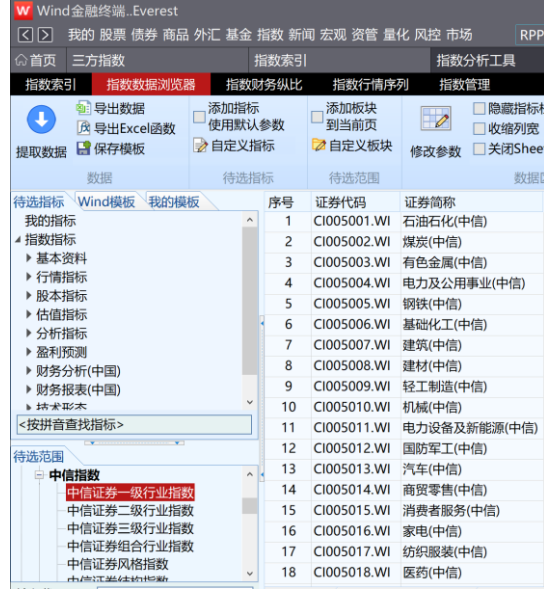 Wind金融终端..Everest
我的 股票 债券 商品 外汇 基金 指数 新闻 宏观 资管 量化 风控 市场 RPP
首页 三方指数 指数索引 指数分析工具
指数索引 指数数据浏览器 指数财务纵比 指数行情序列 指数管理
提取数据
导出数据
导出Excel函数
保存模板
数据
添加指标
使用默认参数
自定义指标
待选指标
添加板块
到当前页
自定义板块
待选范围
修改参数
隐藏指标
收缩列宽
关闭Shee
数据
待选指标 Wind模板 我的模板
我的指标
指数指标
基本资料
行情指标
股本指标
估值指标
分析指标
盈利预测
财务分析(中国)
财务报表(中国)
技术形态
<按拼音查找指标>
待选范围
中信指数
中信证券一级行业指数
中信证券二级行业指数
中信证券三级行业指数
中信证券组合行业指数
中信证券风格指数
中信证券结构指数
序号 证券代码 证券简称
1 CI005001.WI 石油石化(中信)
2 CI005002.WI 煤炭(中信)
3 CI005003.WI 有色金属(中信)
4 CI005004.WI 电力及公用事业(中信)
5 CI005005.WI 钢铁(中信)
6 CI005006.WI 基础化工(中信)
7 CI005007.WI 建筑(中信)
8 CI005008.WI 建材(中信)
9 CI005009.WI 轻工制造(中信)
10 CI005010.WI 机械(中信)
11 CI005011.WI 电力设备及新能源(中信)
12 CI005012.WI 国防军工(中信)
13 CI005013.WI 汽车(中信)
14 CI005014.WI 商贸零售(中信)
15 CI005015.WI 消费者服务(中信)
16 CI005016.WI 家电(中信)
17 CI005017.WI 纺织服装(中信)
18 CI005018.WI 医药(中信)